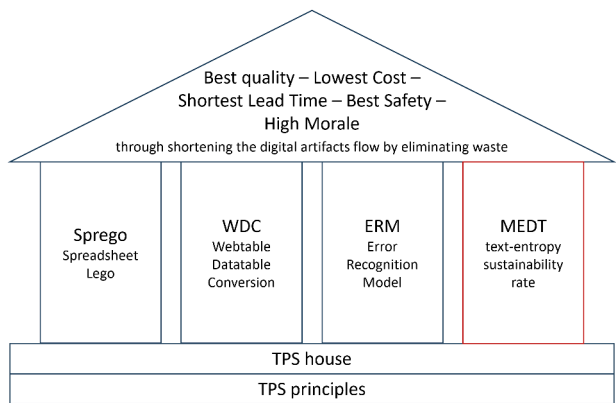 Best quality – Lowest Cost –
Shortest Lead Time – Best Safety –
High Morale
through shortening the digital artifacts flow by eliminating waste
Sprego
Spreadsheet
Lego
WDC
Webtable
Datatable
Conversion
ERM
Error
Recognition
Model
MEDT
text-entropy
sustainability
rate
TPS house
TPS principles